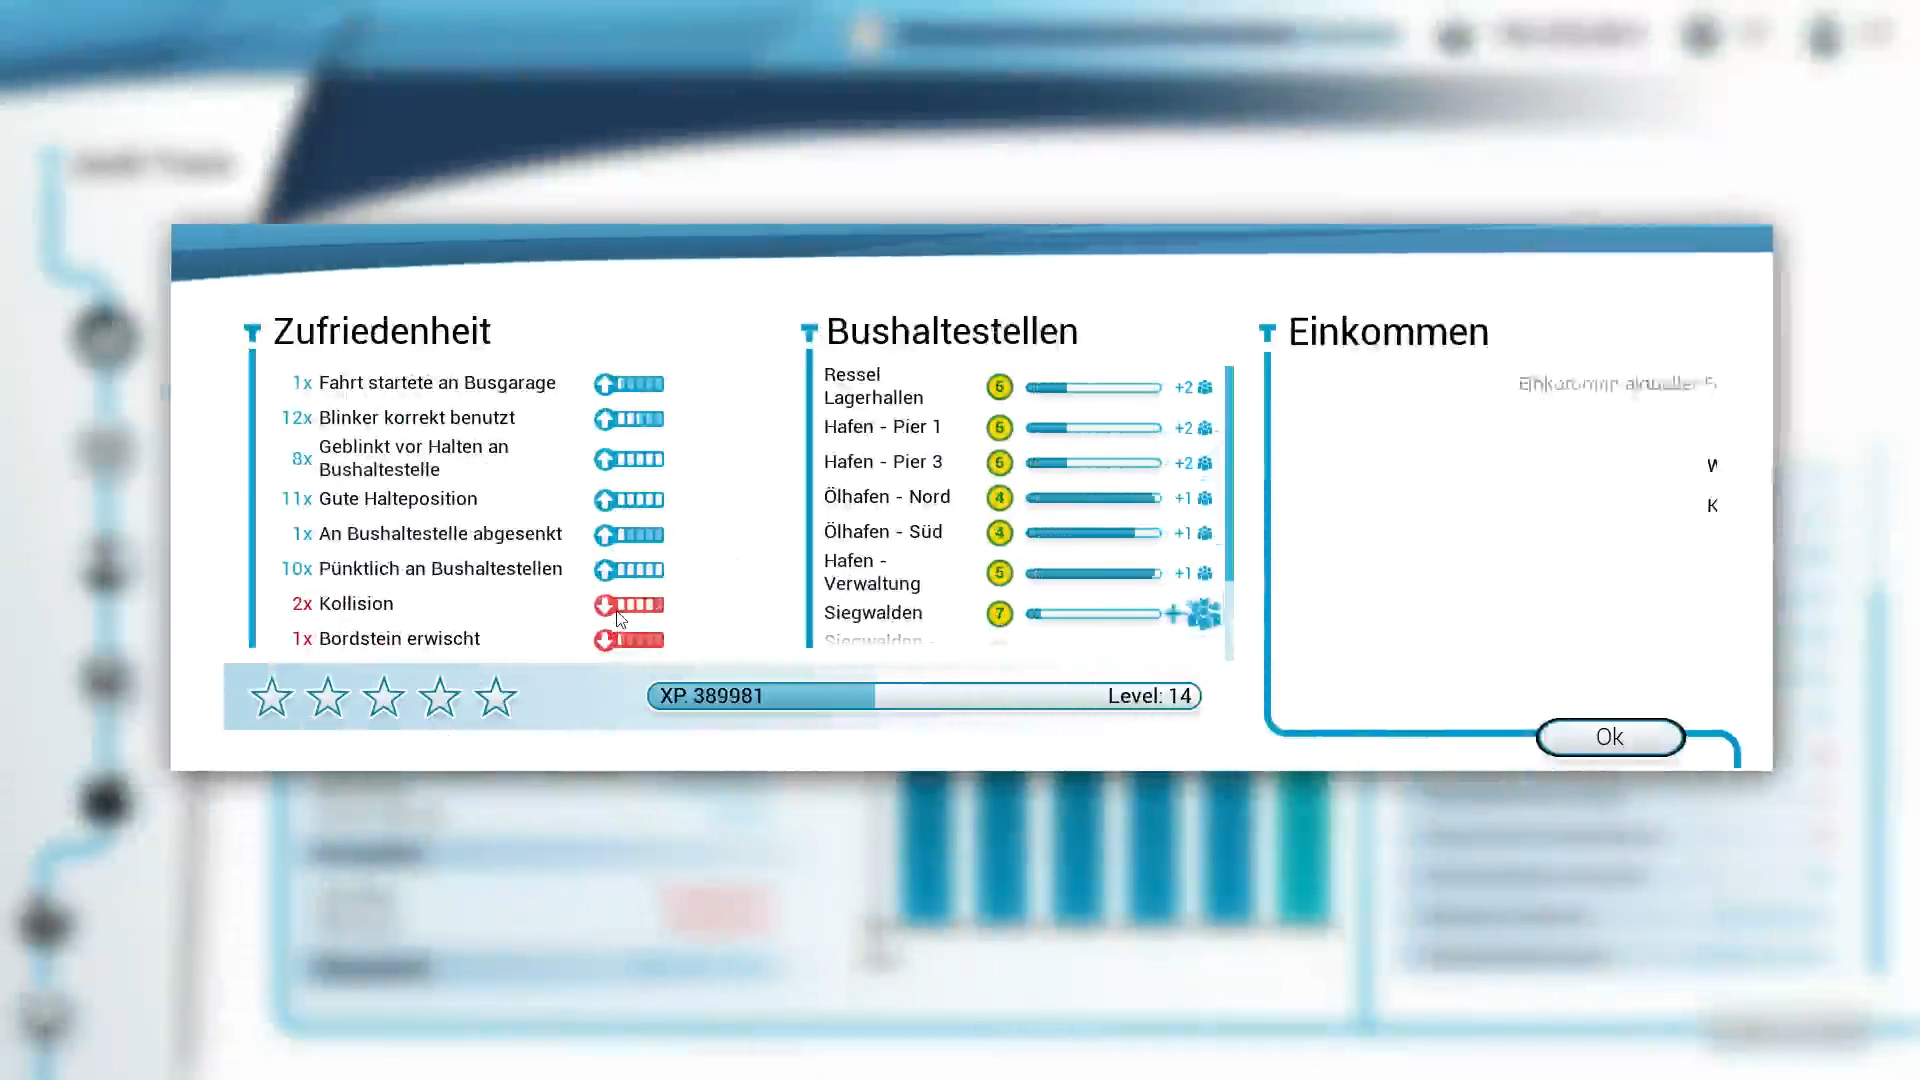 Zufriedenheit
1x Fahrt startete an Busgarage
12x Blinker korrekt benutzt
8x Geblinkt vor Halten an
Bushaltestelle
11x Gute Halteposition
1x An Bushaltestelle abgesenkt
10x Pünktlich an Bushaltestellen
2x Kollision
1x Bordstein erwischt
Bushaltestellen
Ressel
Lagerhallen 5 +2
Hafen - Pier 1 5 +2
Hafen - Pier 3 6 +2
Ölhafen - Nord 4 +1
Ölhafen - Süd 4 +1
Hafen -
Verwaltung 5 +1
Siegwalden 7 +
Siegwalden -
Einkommen
Einkommen aktueller
W
K
XP: 389981
Level: 14
Ok